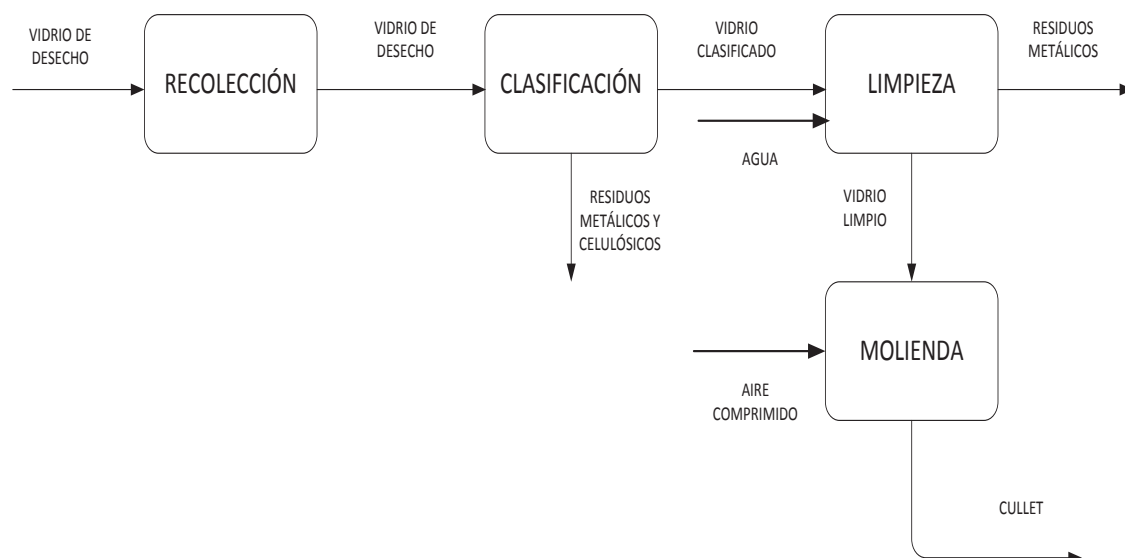 VIDRIO DE
DESECHO
RECOLECCIÓN
VIDRIO DE
DESECHO
CLASIFICACIÓN
VIDRIO
CLASIFICADO
LIMPIEZA
RESIDUOS
METÁLICOS
AGUA
RESIDUOS
METÁLICOS Y
CELULÓSICOS
VIDRIO
LIMPIO
MOLIENDA
AIRE
COMPRIMIDO
CULLET